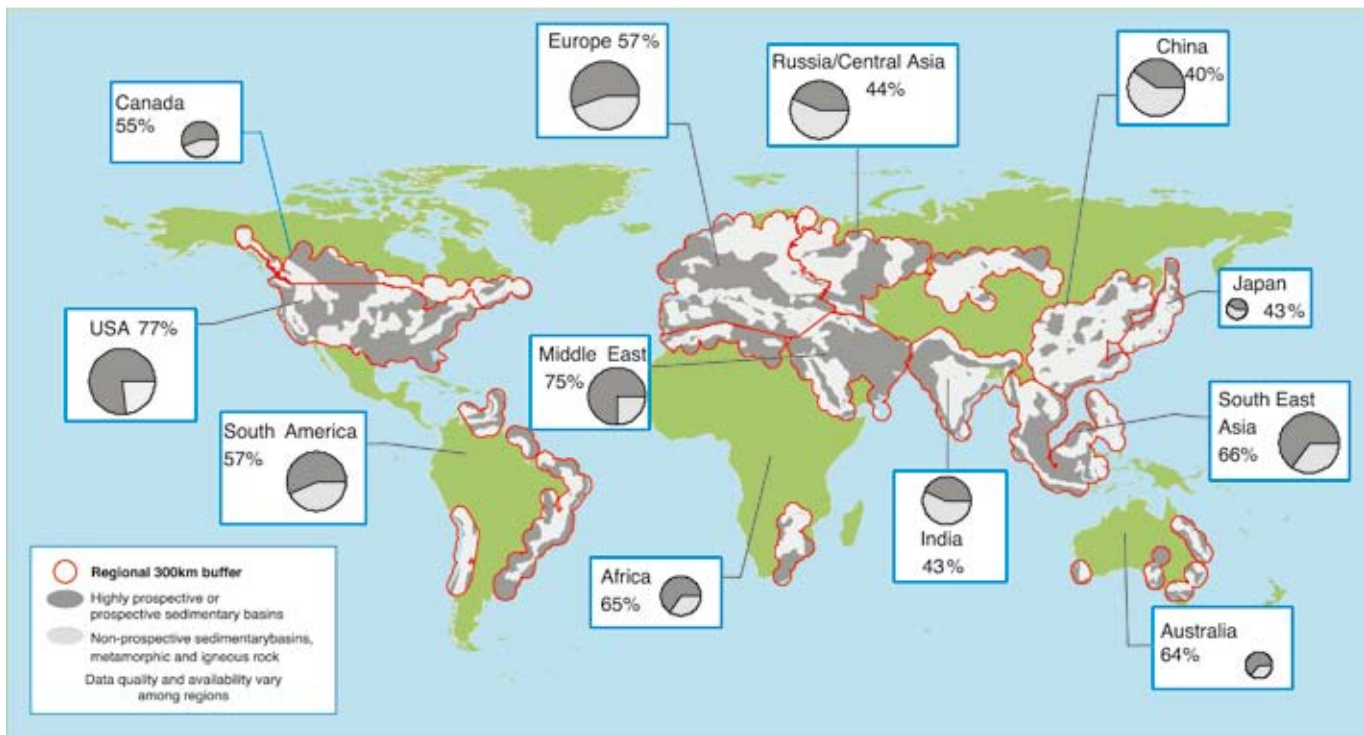 Europe 57%
Russia/Central Asia
44%
China
40%
Canada
55%
Japan
43%
USA 77%
Middle East
75%
South East
Asia
66%
South America
57%
India
43%
Africa
65%
Australia
64%
Regional 300km buffer
Highly prospective or
prospective sedimentary basins
Non-prospective sedimentarybasins,
metamorphic and igneous rock
Data quality and availability vary
among regions